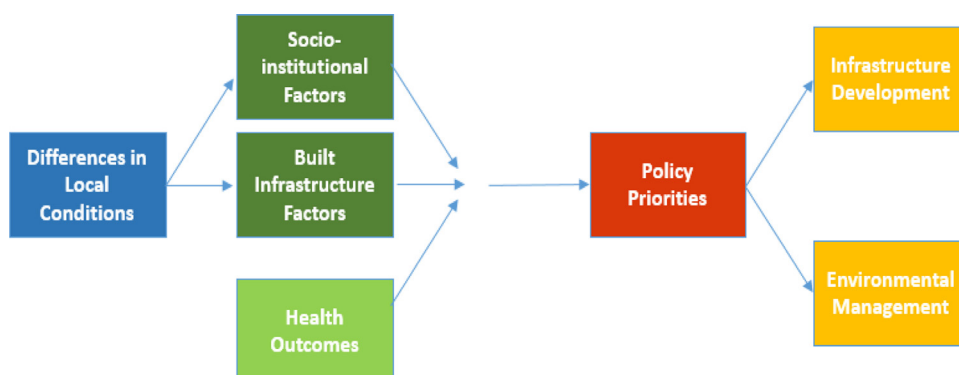 Differences in
Local
Conditions
Socio-
institutional
Factors
Built
Infrastructure
Factors
Health
Outcomes
Policy
Priorities
Infrastructure
Development
Environmental
Management